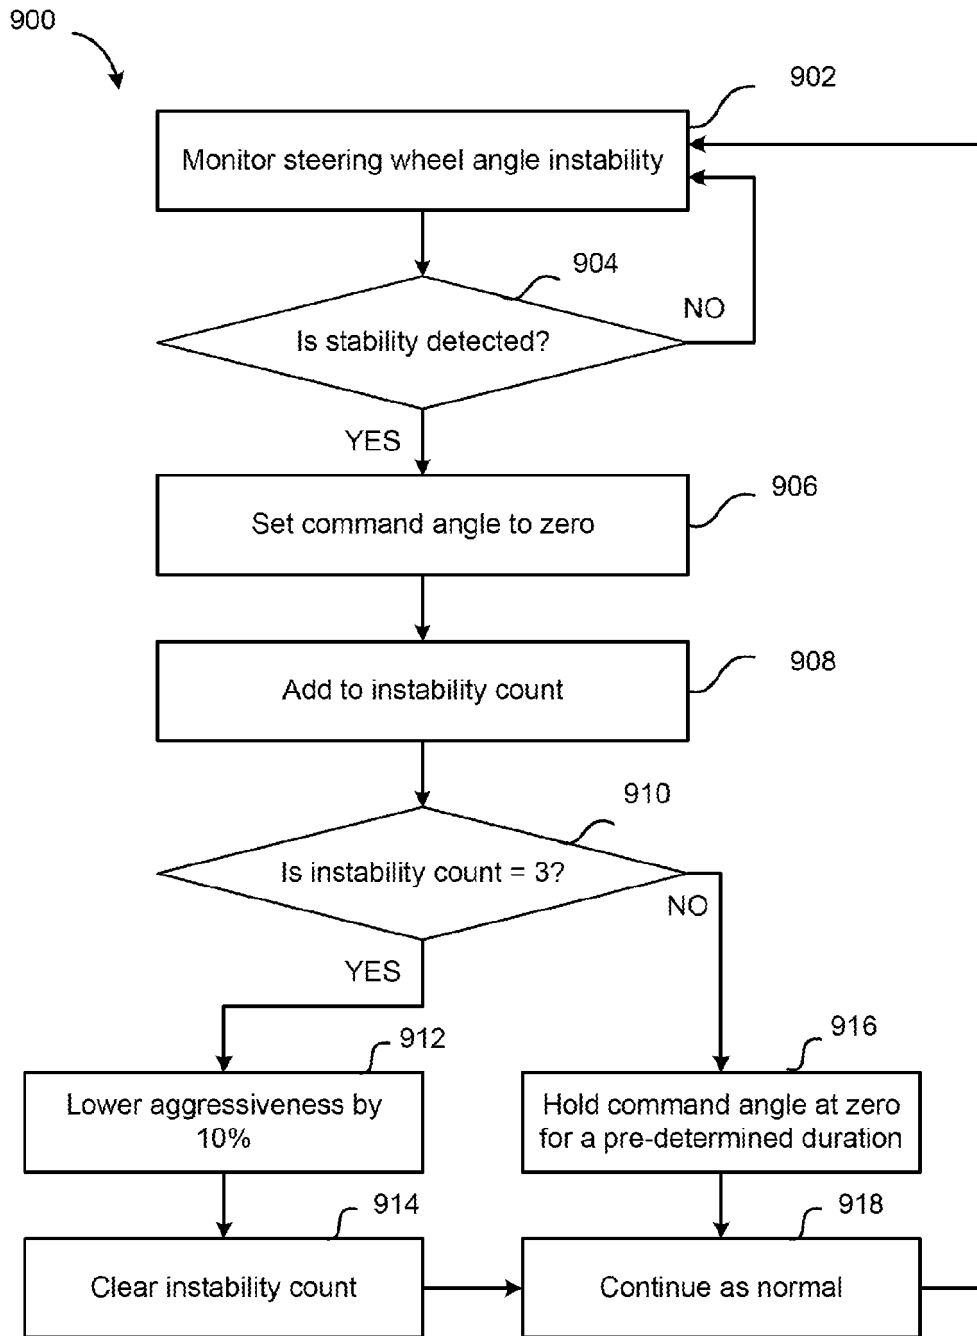 900
902
Monitor steering wheel angle instability
904
NO
Is stability detected?
YES
906
Set command angle to zero
908
Add to instability count
910
Is instability count = 3?
NO
YES
912
916
Lower aggressiveness by
10%
Hold command angle at zero
for a pre-determined duration
914
918
Clear instability count
Continue as normal